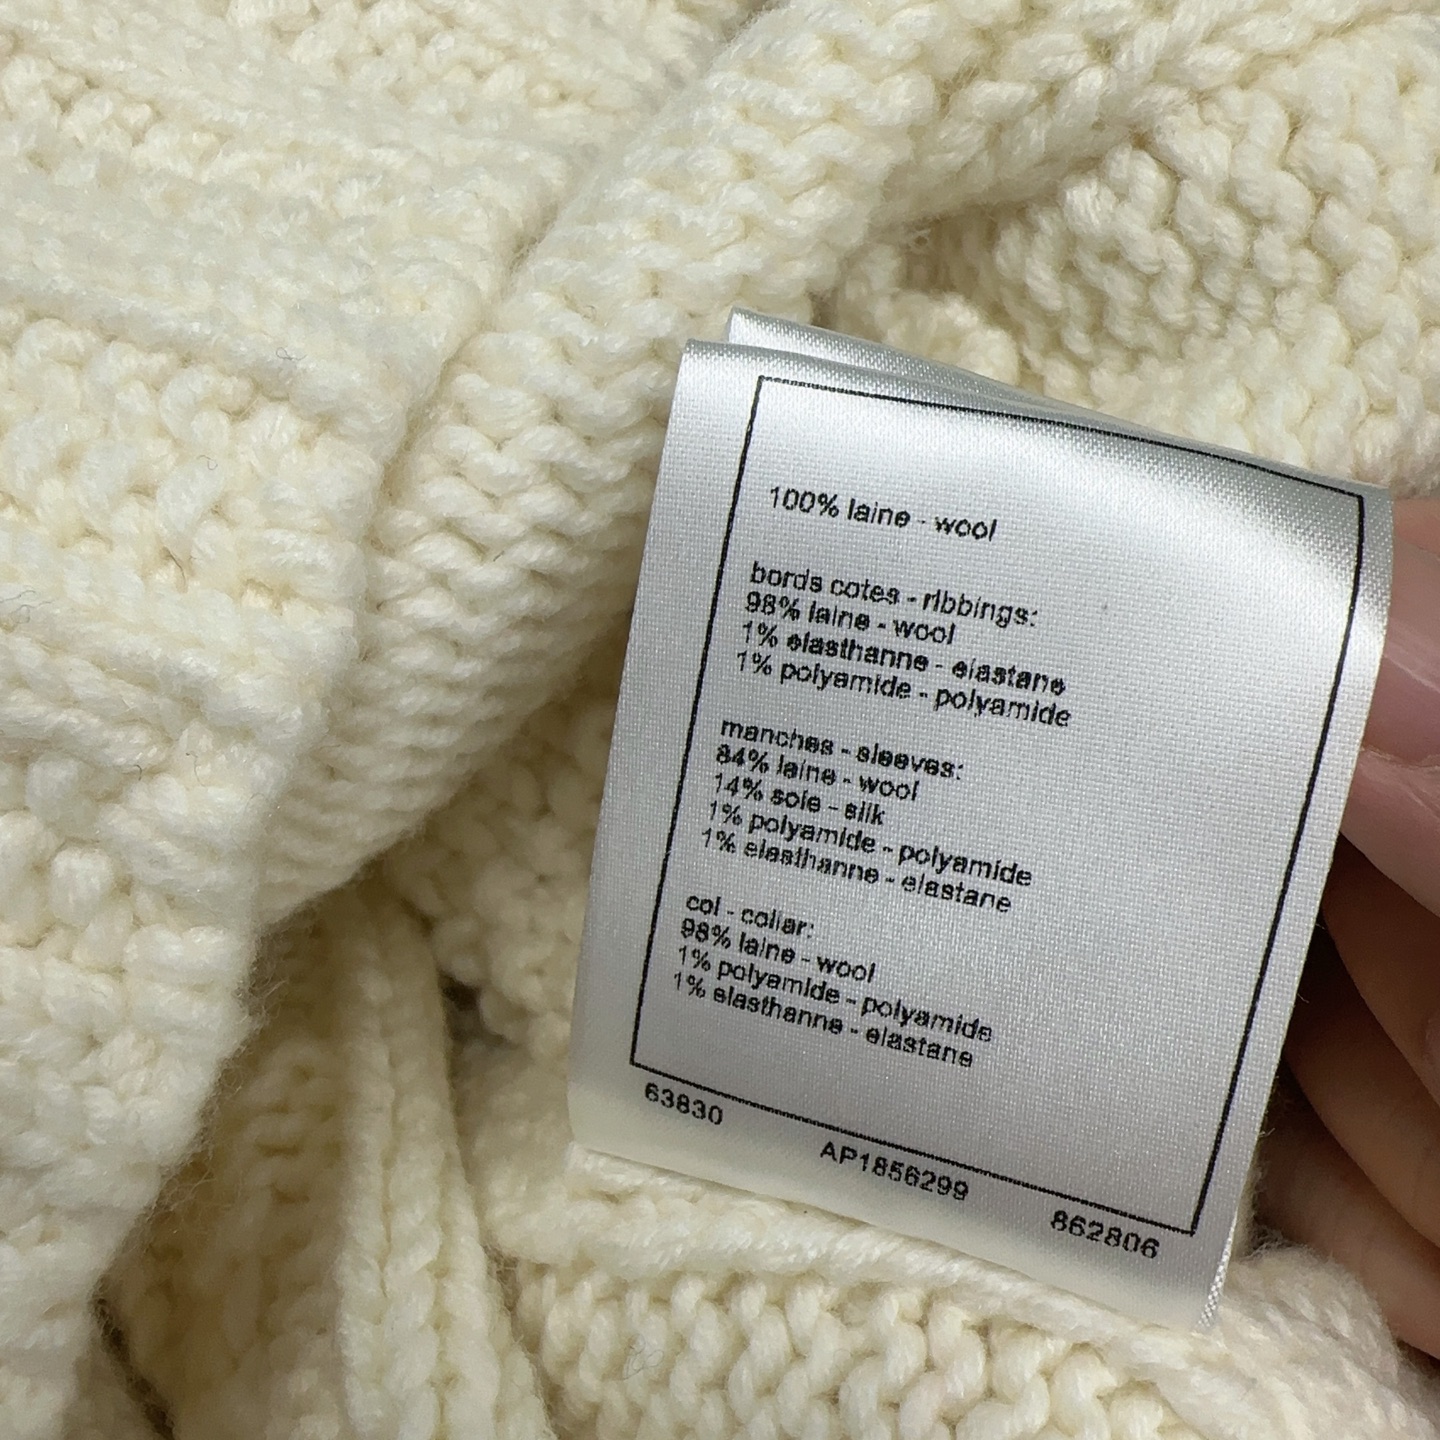 100% laine - wool
bords cotes - ribbings:
98% laine - wool
1% elasthanne - elastane
1% polyamide - polyamide
manches - sleeves:
84% laine - wool
14% soie - silk
1% polyamide - polyamide
1% elasthanne - elastane
col - collar:
98% laine - wool
1% polyamide - polyamide
1% elasthanne - elastane
63830
AP1856299
862806